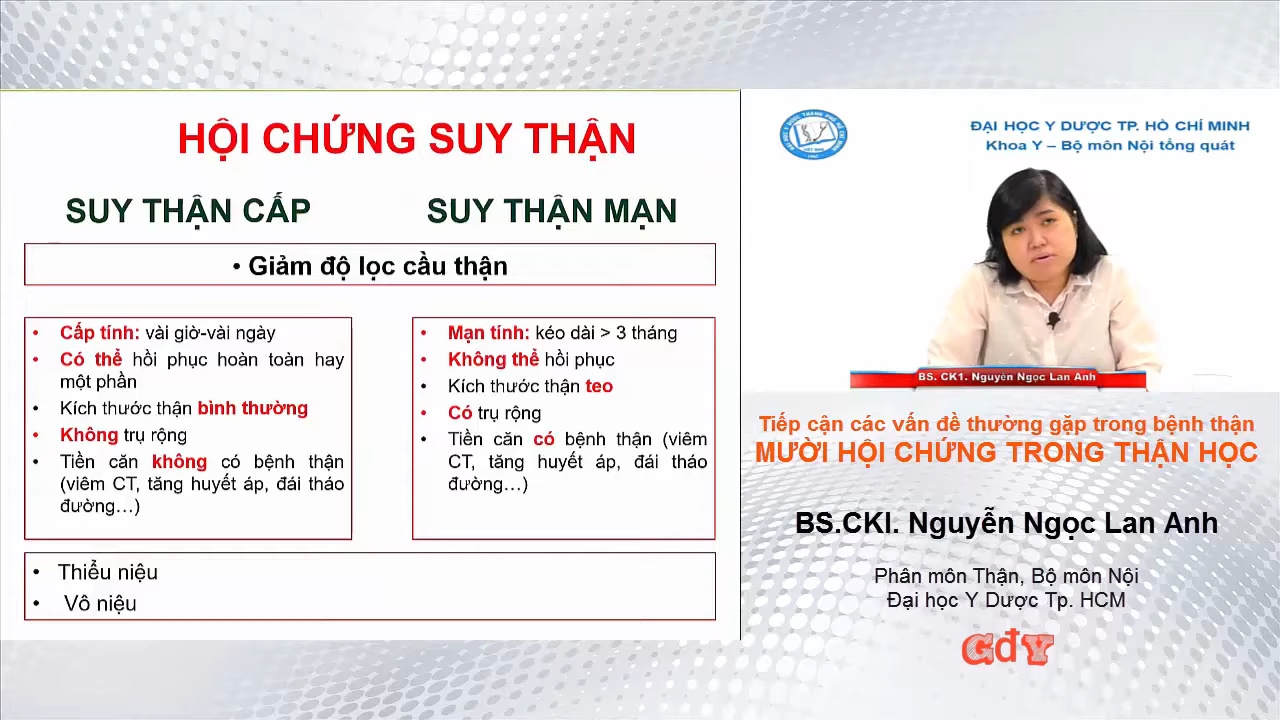 HỘI CHỨNG SUY THẬN
SUY THẬN CẤP
SUY THẬN MẠN
• Giảm độ lọc cầu thận
• Cấp tính: vài giờ-vài ngày
• Có thể hồi phục hoàn toàn hay
một phần
• Kích thước thận bình thường
• Không trụ rộng
• Tiền căn không có bệnh thận
(viêm CT, tăng huyết áp, đái tháo
đường…)
• Mạn tính: kéo dài > 3 tháng
• Không thể hồi phục
• Kích thước thận teo
• Có trụ rộng
• Tiền căn có bệnh thận (viêm
CT, tăng huyết áp, đái tháo
đường…)
• Thiểu niệu
• Vô niệu
ĐẠI HỌC Y DƯỢC TP. HỒ CHÍ MINH
Khoa Y – Bộ môn Nội tổng quát
BS. CK1. Nguyễn Ngọc Lan Anh
Tiếp cận các vấn đề thường gặp trong bệnh thận
MƯỜI HỘI CHỨNG TRONG THẬN HỌC
BS.CKI. Nguyễn Ngọc Lan Anh
Phân môn Thận, Bộ môn Nội
Đại học Y Dược Tp. HCM
GđY